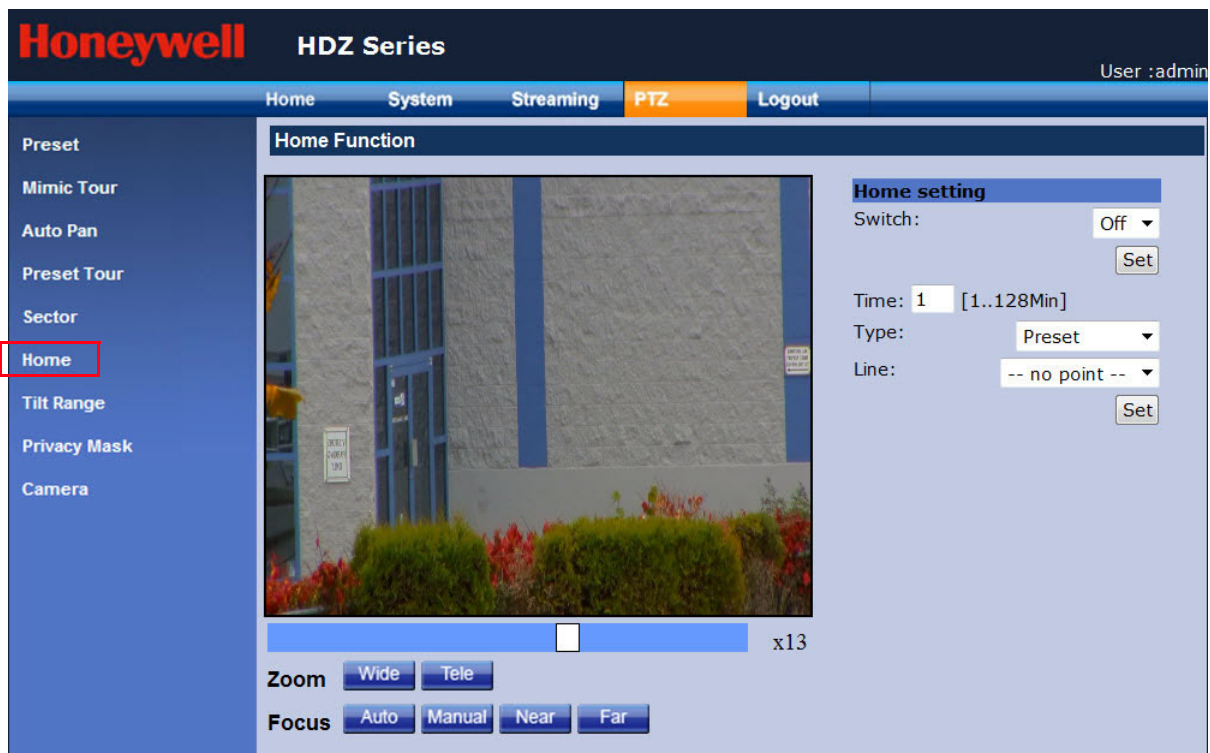 Honeywell HDZ Series
User :admin
Home System Streaming PTZ Logout
Preset
Mimic Tour
Auto Pan
Preset Tour
Sector
Home
Tilt Range
Privacy Mask
Camera
Home Function
Home setting
Switch: Off
Set
Time: 1 [1..128Min]
Type: Preset
Line: -- no point --
Set
x13
Zoom Wide Tele
Focus Auto Manual Near Far